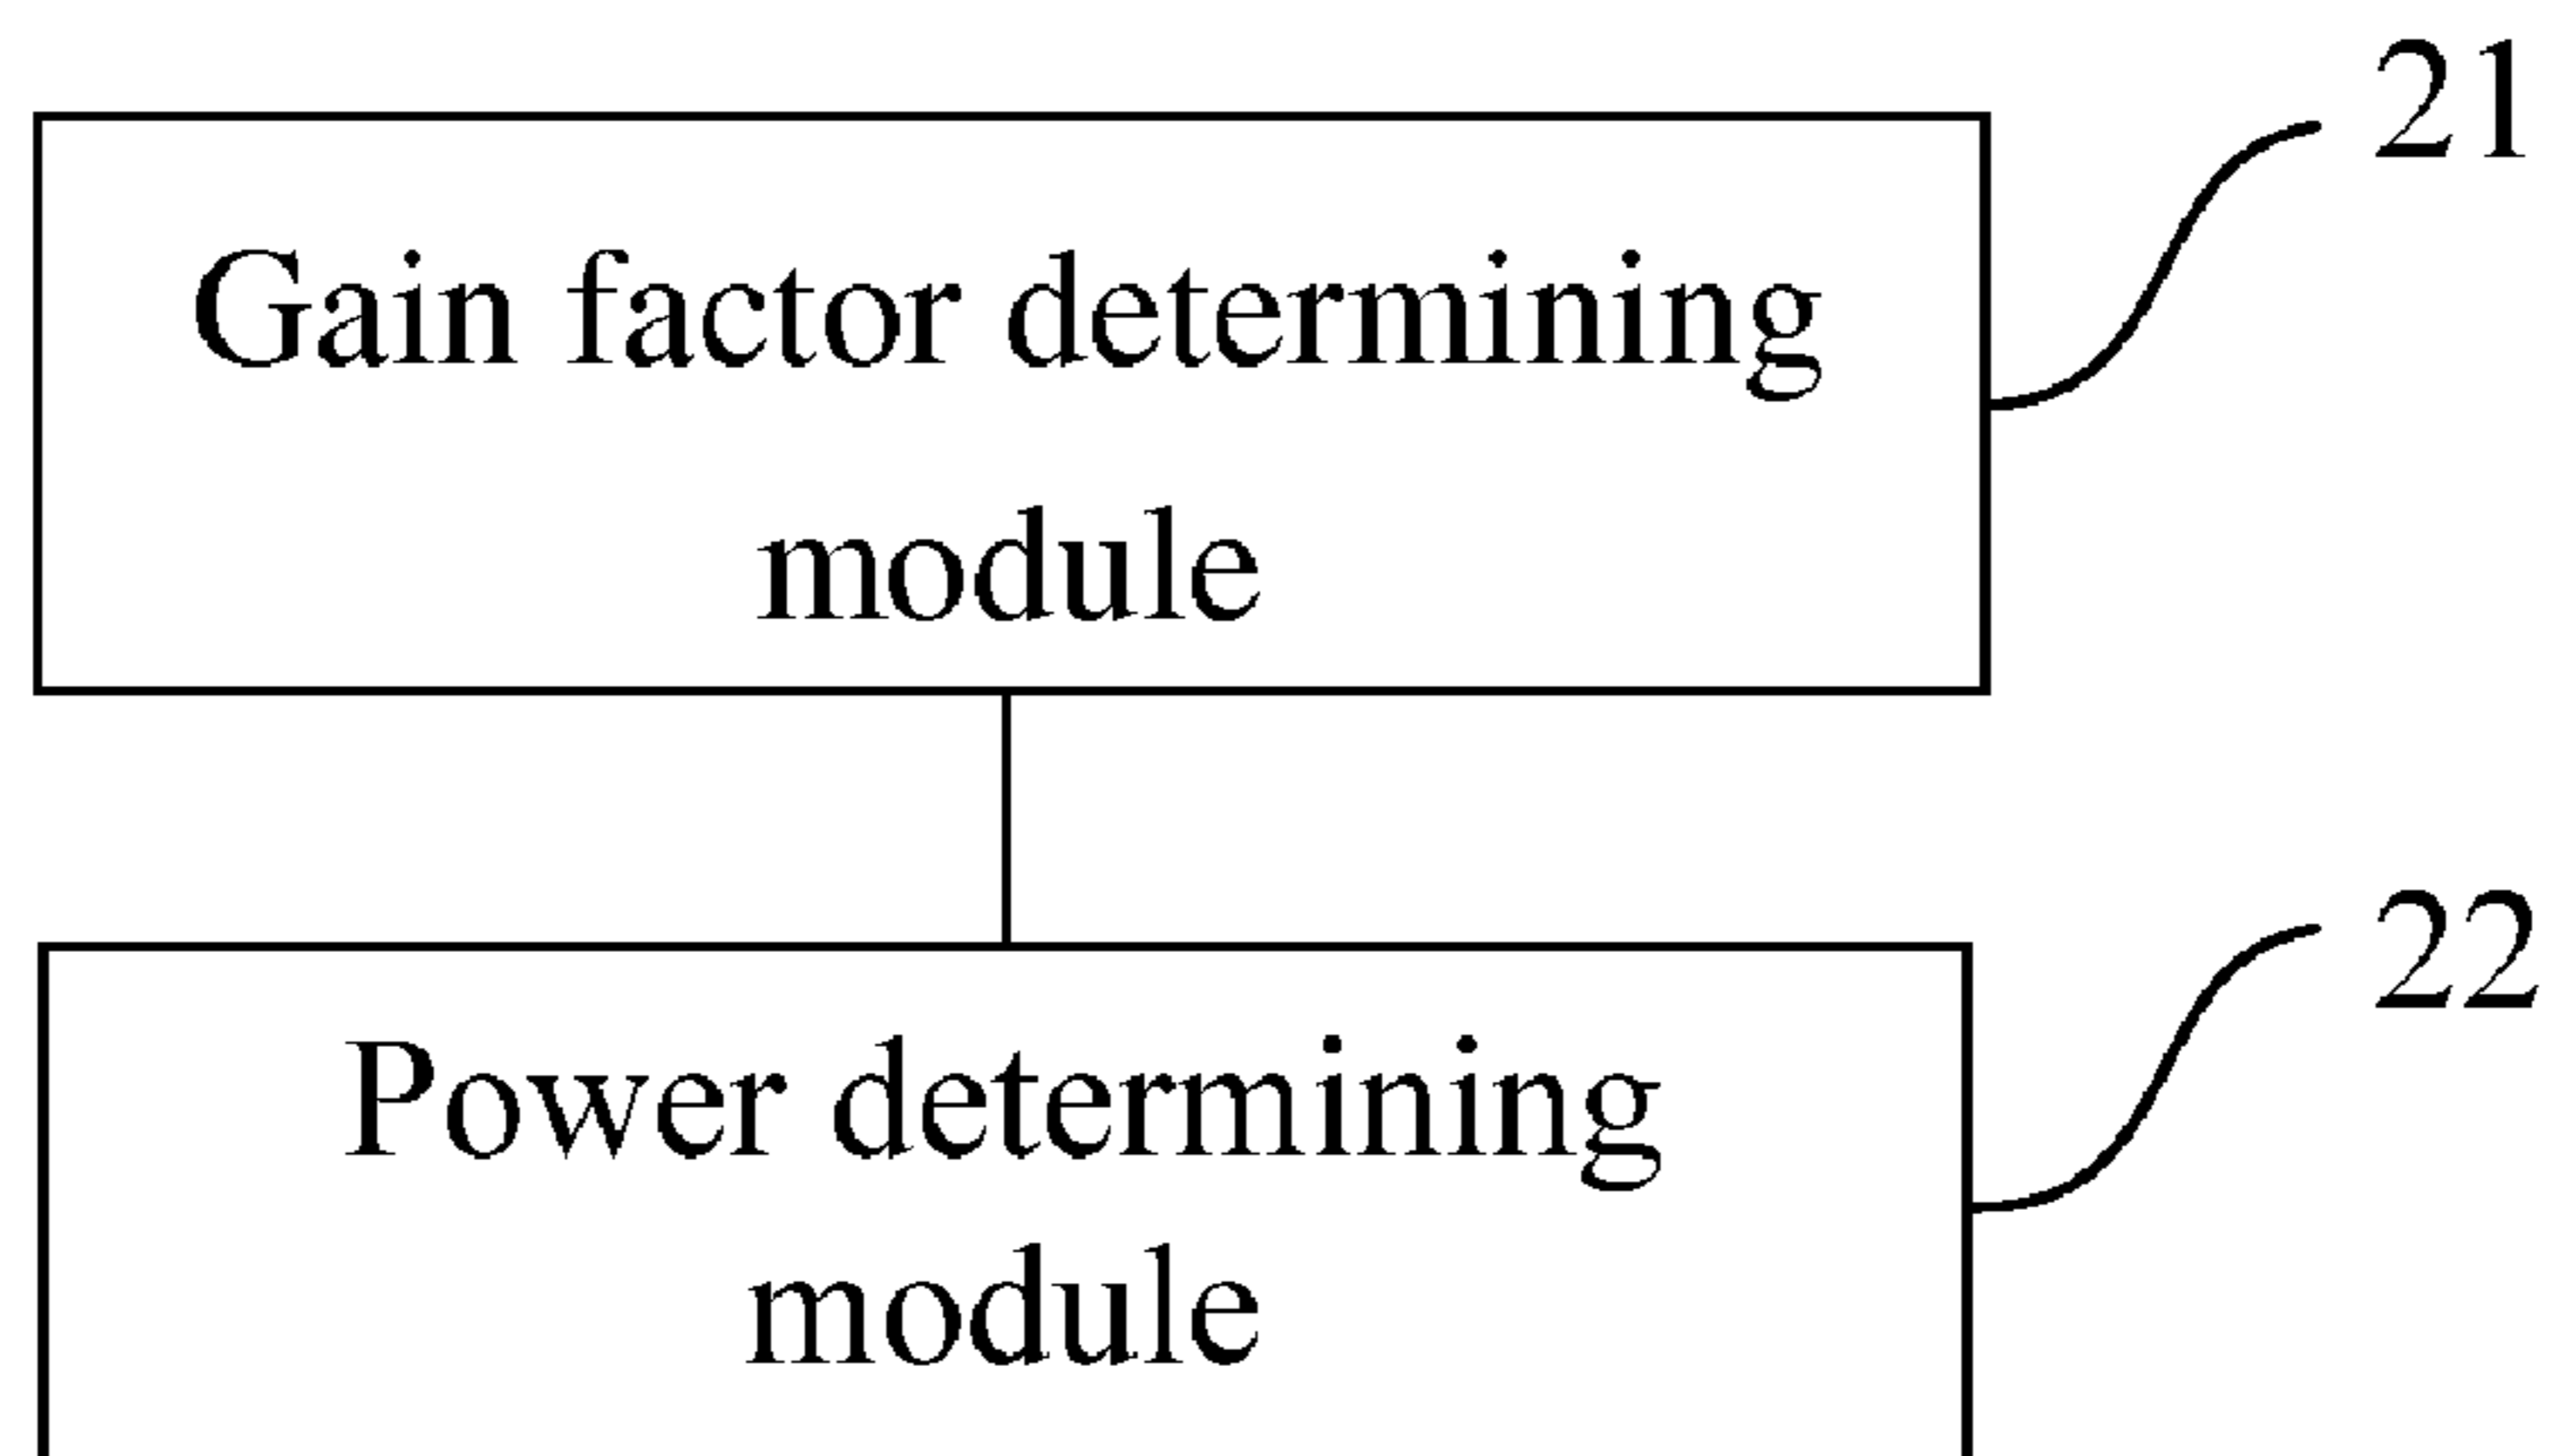 21
Gain factor determining
module
22
Power determining
module